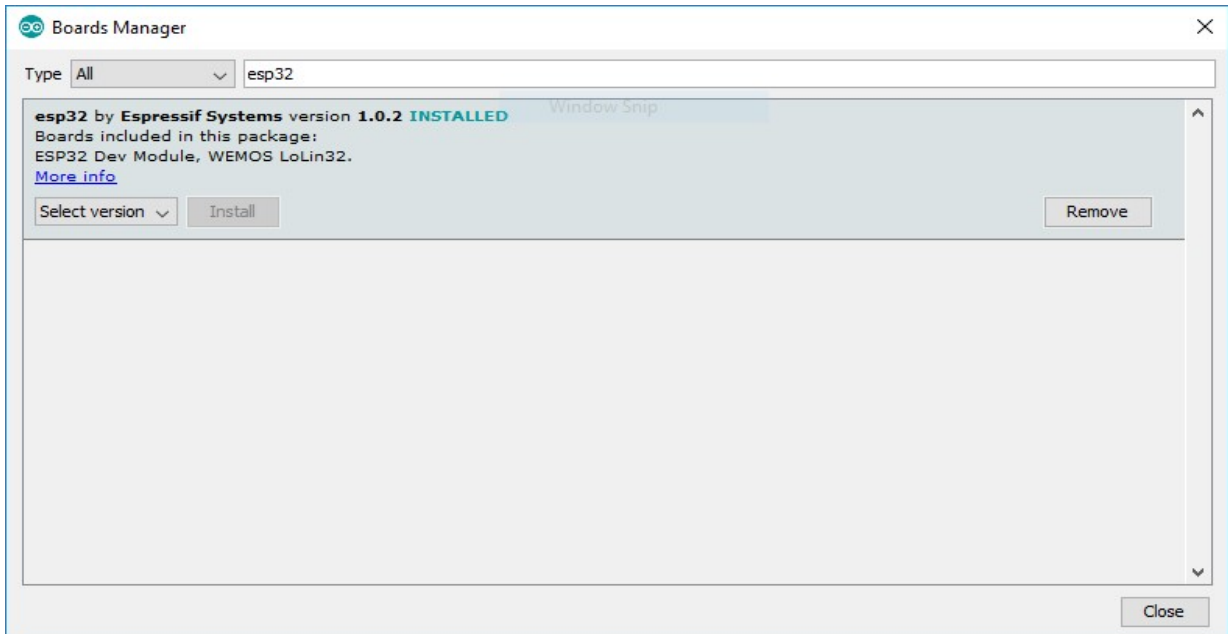 Boards Manager
Type All esp32
Window Snip
esp32 by Espressif Systems version 1.0.2 INSTALLED
Boards included in this package:
ESP32 Dev Module, WEMOS LoLin32.
More info
Select version Install Remove
Close